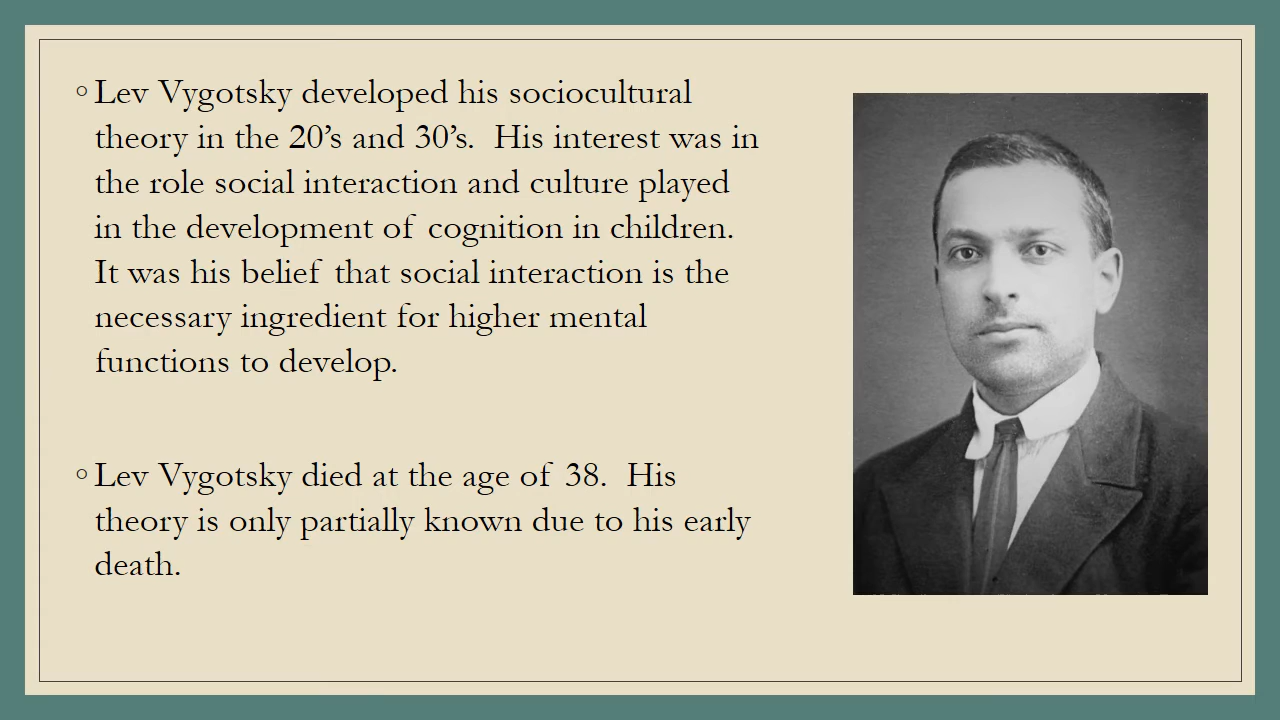 ◦ Lev Vygotsky developed his sociocultural
theory in the 20’s and 30’s.  His interest was in
the role social interaction and culture played
in the development of cognition in children.
It was his belief that social interaction is the
necessary ingredient for higher mental
functions to develop.
◦ Lev Vygotsky died at the age of 38.  His
theory is only partially known due to his early
death.